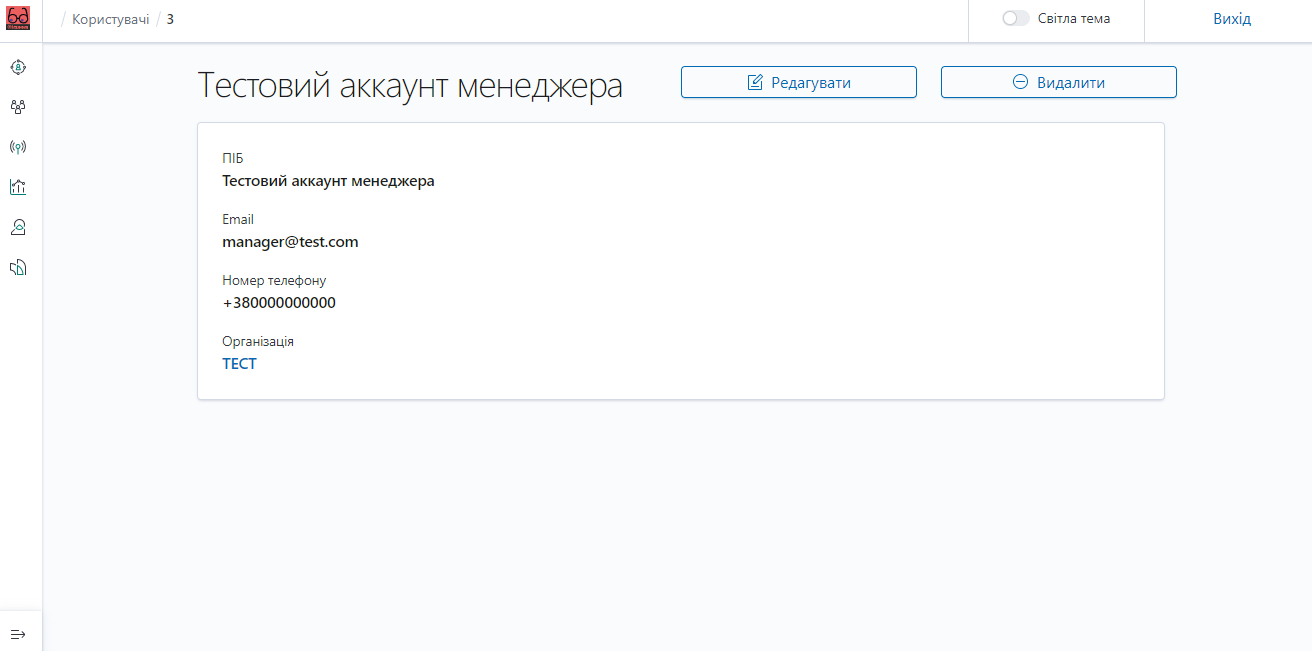 / Користувачі / 3
Світла тема
Вихід
Тестовий аккаунт менеджера
Редагувати
Видалити
ПІБ
Тестовий аккаунт менеджера
Email
manager@test.com
Номер телефону
+380000000000
Організація
ТЕСТ